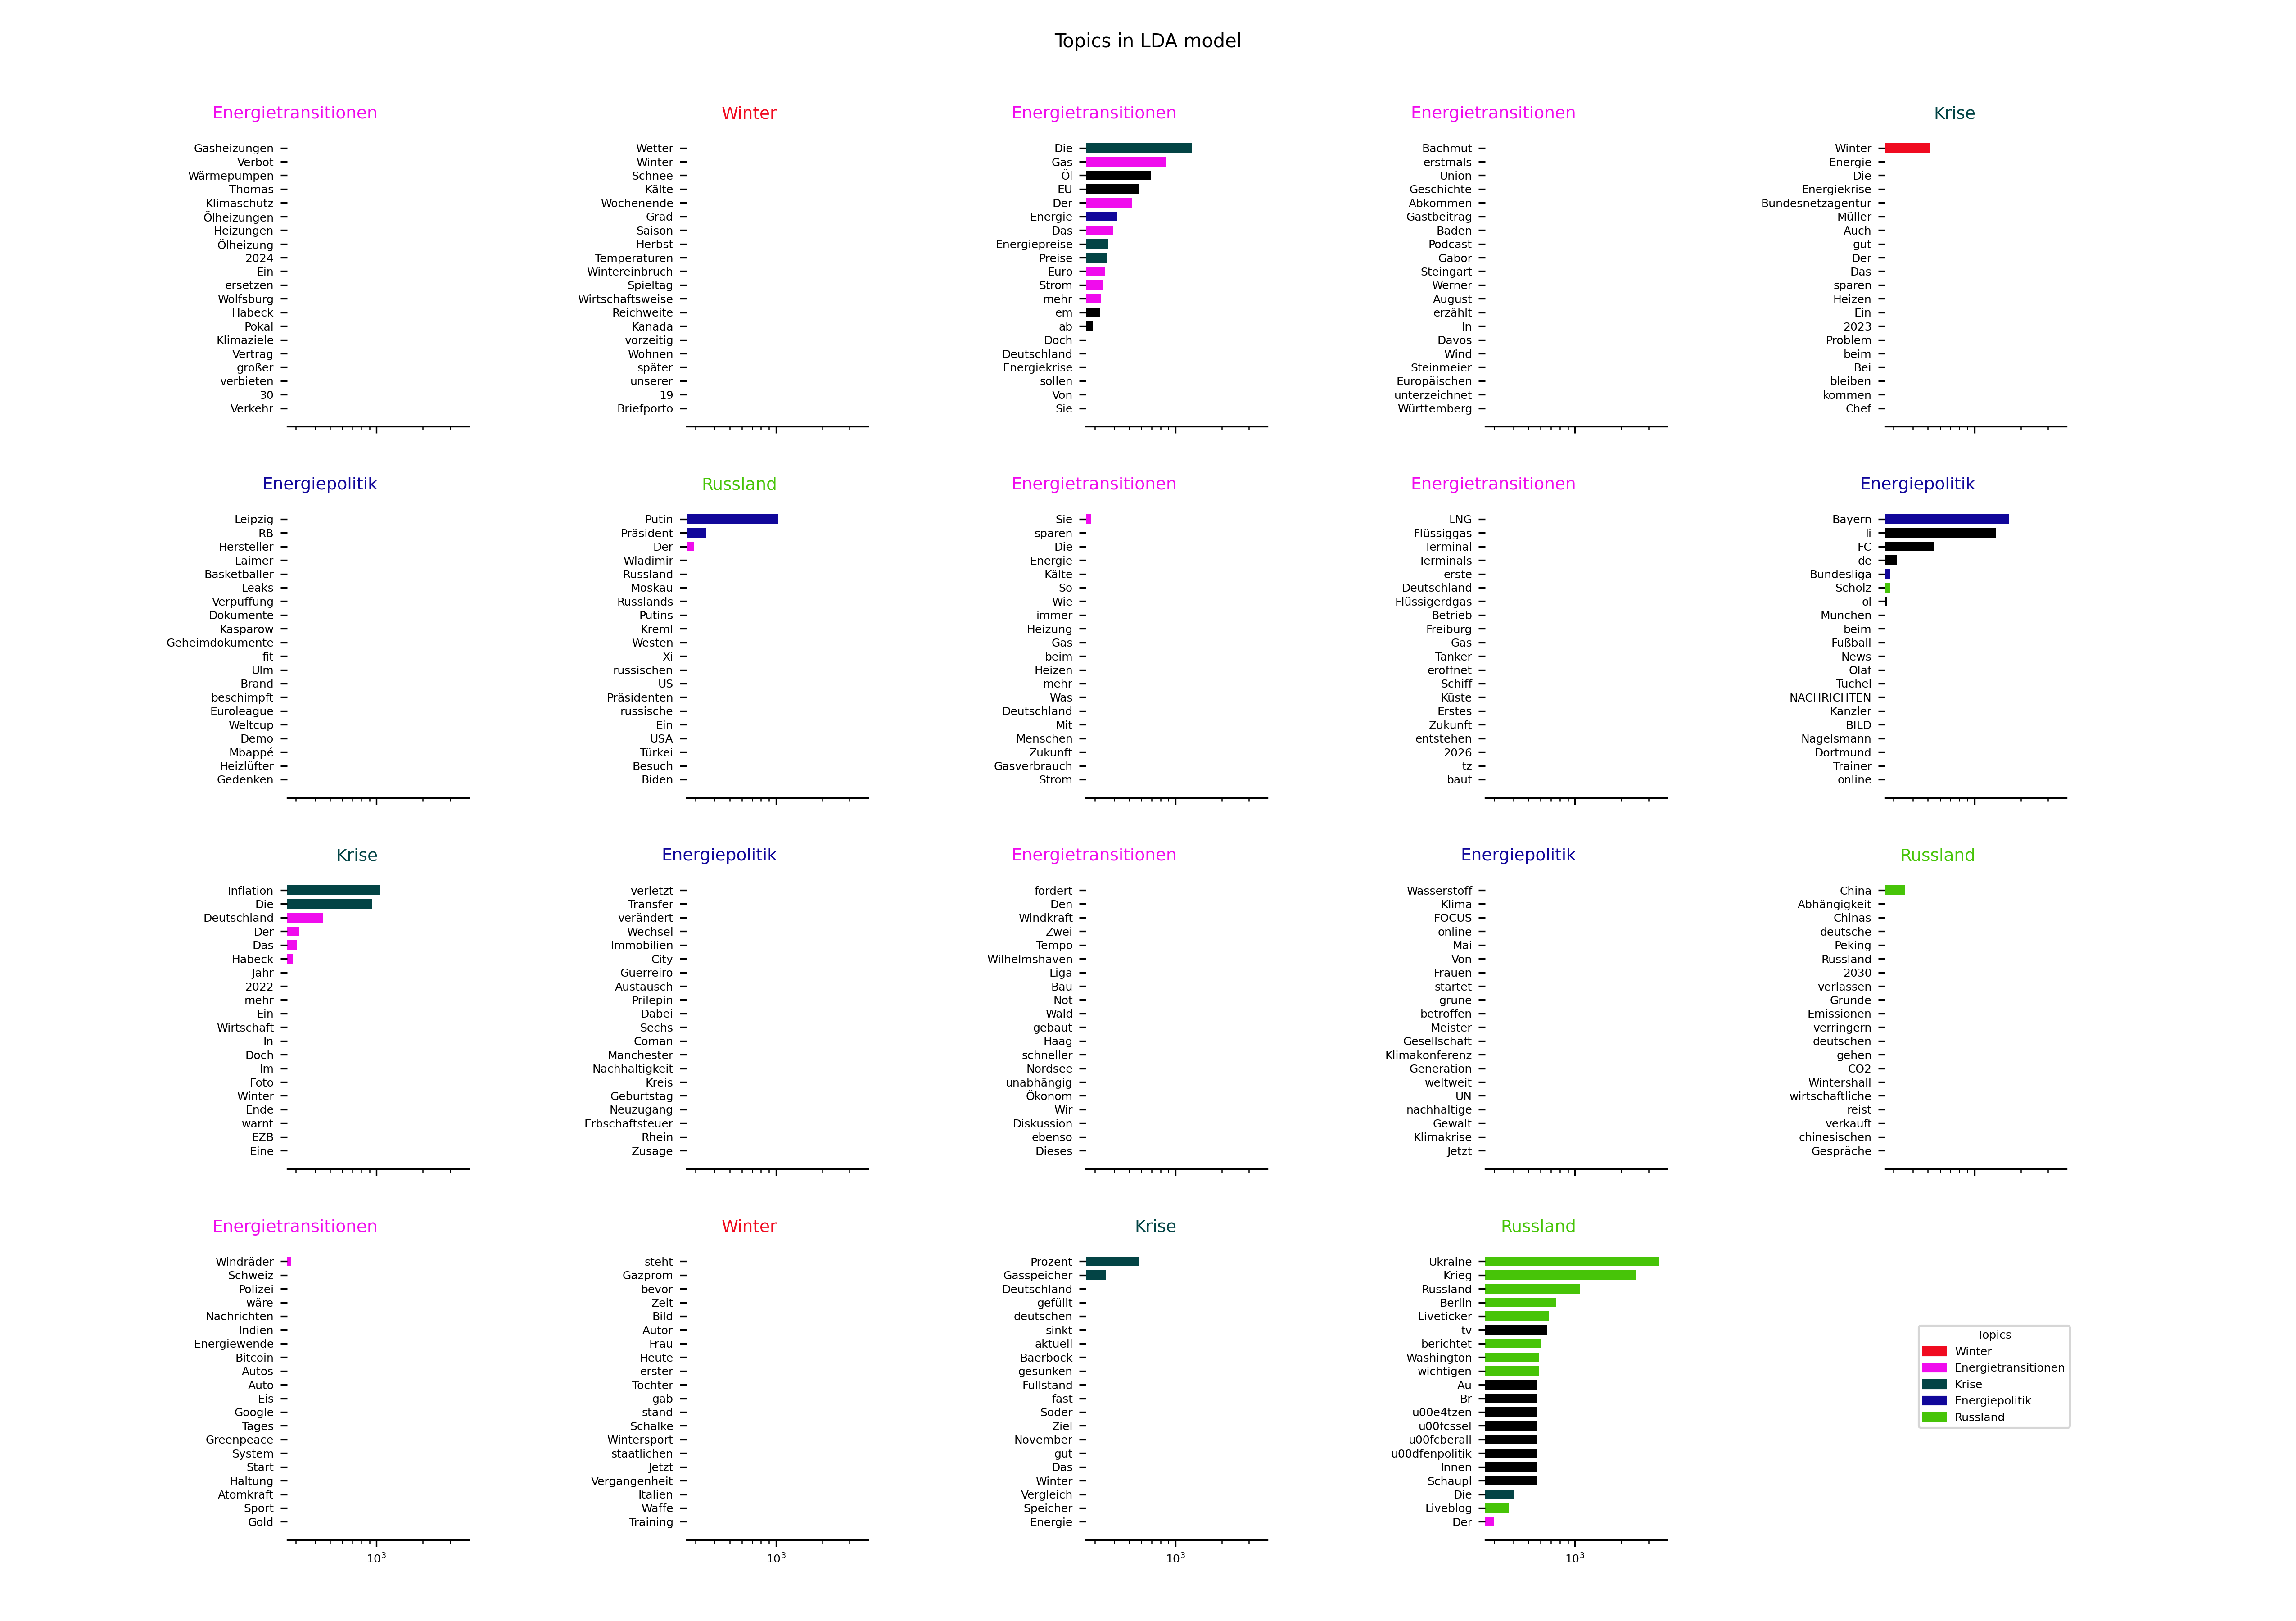 Topics in LDA model
Energietransitionen
Gasheizungen
Verbot
Wärmepumpen
Thomas
Klimaschutz
Ölheizungen
Heizungen
Ölheizung
2024
Ein
ersetzen
Wolfsburg
Habeck
Pokal
Klimaziele
Vertrag
großer
verbieten
30
Verkehr
Winter
Wetter
Winter
Schnee
Kälte
Wochenende
Grad
Saison
Herbst
Temperaturen
Wintereinbruch
Spieltag
Wirtschaftsweise
Reichweite
Kanada
vorzeitig
Wohnen
später
unserer
19
Briefporto
Energietransitionen
Die
Gas
Öl
EU
Der
Energie
Das
Energiepreise
Preise
Euro
Strom
mehr
em
ab
Doch
Deutschland
Energiekrise
sollen
Von
Sie
Energietransitionen
Bachmut
erstmals
Union
Geschichte
Abkommen
Gastbeitrag
Baden
Podcast
Gabor
Steingart
Werner
August
erzählt
In
Davos
Wind
Steinmeier
Europäischen
unterzeichnet
Württemberg
Krise
Winter
Energie
Die
Energiekrise
Bundesnetzagentur
Müller
Auch
gut
Der
Das
sparen
Heizen
Ein
2023
Problem
beim
Bei
bleiben
kommen
Chef
Energiepolitik
Leipzig
RB
Hersteller
Laimer
Basketballer
Leaks
Verpuffung
Dokumente
Kasparow
Geheimdokumente
fit
Ulm
Brand
beschimpft
Euroleague
Weltcup
Demo
Mbappé
Heizlüfter
Gedenken
Russland
Putin
Präsident
Der
Wladimir
Russland
Moskau
Russlands
Putins
Kreml
Westen
Xi
russischen
US
Präsidenten
russische
Ein
USA
Türkei
Besuch
Biden
Energietransitionen
Sie
sparen
Die
Energie
Kälte
So
Wie
immer
Heizung
Gas
beim
Heizen
mehr
Was
Deutschland
Mit
Menschen
Zukunft
Gasverbrauch
Strom
Energietransitionen
LNG
Flüssiggas
Terminal
Terminals
erste
Deutschland
Flüssigerdgas
Betrieb
Freiburg
Gas
Tanker
eröffnet
Schiff
Küste
Erstes
Zukunft
entstehen
2026
tz
baut
Energiepolitik
Bayern
li
FC
de
Bundesliga
Scholz
ol
München
beim
Fußball
News
Olaf
Tuchel
NACHRICHTEN
Kanzler
BILD
Nagelsmann
Dortmund
Trainer
online
Krise
Inflation
Die
Deutschland
Der
Das
Habeck
Jahr
2022
mehr
Ein
Wirtschaft
In
Doch
Im
Foto
Winter
Ende
warnt
EZB
Eine
Energiepolitik
verletzt
Transfer
verändert
Wechsel
Immobilien
City
Guerreiro
Austausch
Prilepin
Dabei
Sechs
Coman
Manchester
Nachhaltigkeit
Kreis
Geburtstag
Neuzugang
Erbschaftsteuer
Rhein
Zusage
Energietransitionen
fordert
Den
Windkraft
Zwei
Tempo
Wilhelmshaven
Liga
Bau
Not
Wald
gebaut
Haag
schneller
Nordsee
unabhängig
Ökonom
Wir
Diskussion
ebenso
Dieses
Energiepolitik
Wasserstoff
Klima
FOCUS
online
Mai
Von
Frauen
startet
grüne
betroffen
Meister
Gesellschaft
Klimakonferenz
Generation
weltweit
UN
nachhaltige
Gewalt
Klimakrise
Jetzt
Russland
China
Abhängigkeit
Chinas
deutsche
Peking
Russland
2030
verlassen
Gründe
Emissionen
verringern
deutschen
gehen
CO2
Wintershall
wirtschaftliche
reist
verkauft
chinesischen
Gespräche
Energietransitionen
Windräder
Schweiz
Polizei
wäre
Nachrichten
Indien
Energiewende
Bitcoin
Autos
Auto
Eis
Google
Tages
Greenpeace
System
Start
Haltung
Atomkraft
Sport
Gold
10³
Winter
steht
Gazprom
bevor
Zeit
Bild
Autor
Frau
Heute
erster
Tochter
gab
stand
Schalke
Wintersport
staatlichen
Jetzt
Vergangenheit
Italien
Waffe
Training
10³
Krise
Prozent
Gasspeicher
Deutschland
gefüllt
deutschen
sinkt
aktuell
Baerbock
gesunken
Füllstand
fast
Söder
Ziel
November
gut
Das
Winter
Vergleich
Speicher
Energie
10³
Russland
Ukraine
Krieg
Russland
Berlin
Liveticker
tv
berichtet
Washington
wichtigen
Au
Br
u00e4tzen
u00fcssel
u00fcberall
u00dfenpolitik
Innen
Schaupl
Die
Liveblog
Der
10³
Topics
Winter
Energietransitionen
Krise
Energiepolitik
Russland